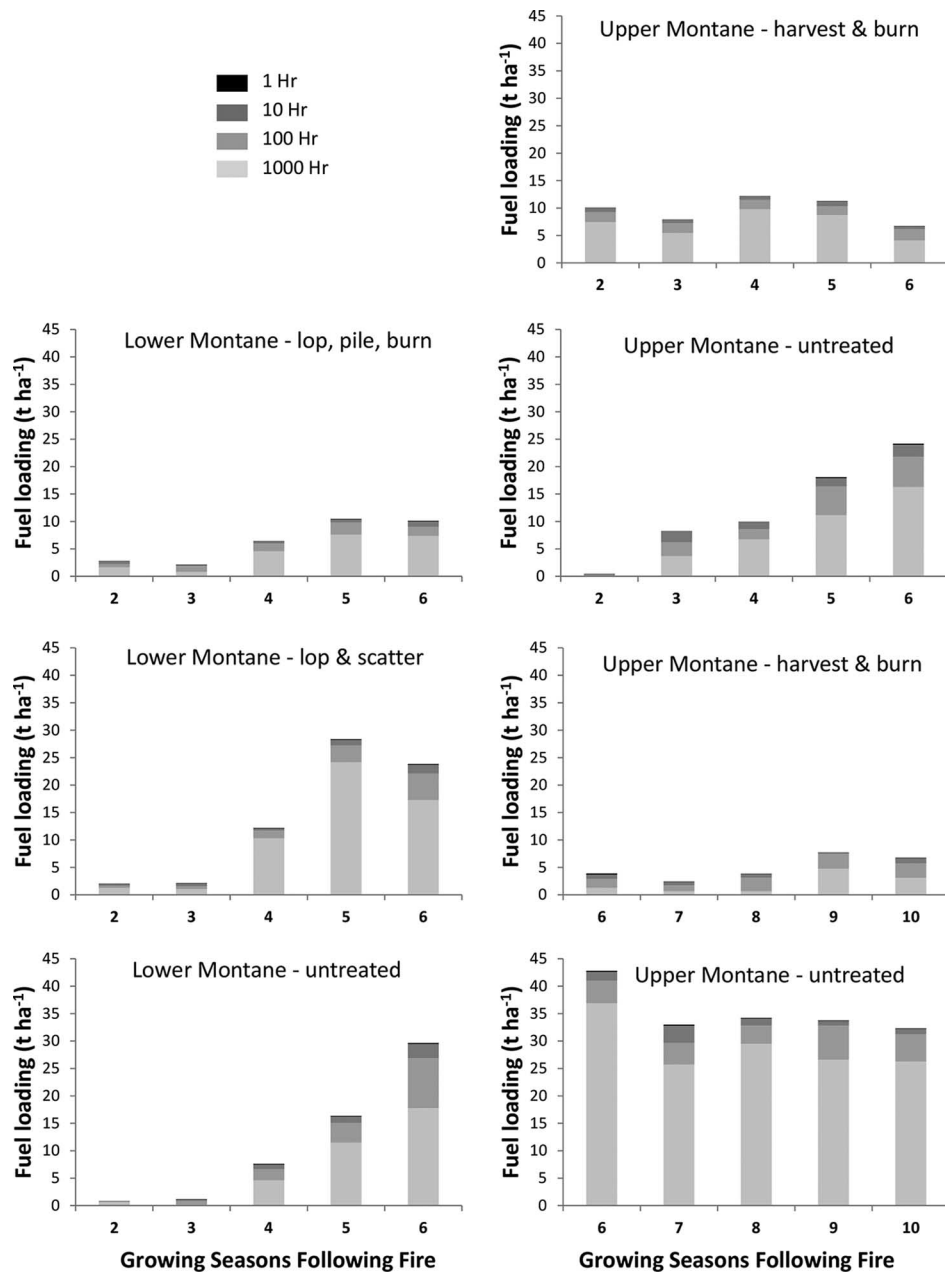 1 Hr
10 Hr
100 Hr
1000 Hr
Upper Montane - harvest & burn
Fuel loading (t ha⁻¹)
45
40
35
30
25
20
15
10
5
0
2 3 4 5 6
Lower Montane - lop, pile, burn
Fuel loading (t ha⁻¹)
45
40
35
30
25
20
15
10
5
0
2 3 4 5 6
Upper Montane - untreated
Fuel loading (t ha⁻¹)
45
40
35
30
25
20
15
10
5
0
2 3 4 5 6
Lower Montane - lop & scatter
Fuel loading (t ha⁻¹)
45
40
35
30
25
20
15
10
5
0
2 3 4 5 6
Upper Montane - harvest & burn
Fuel loading (t ha⁻¹)
45
40
35
30
25
20
15
10
5
0
6 7 8 9 10
Lower Montane - untreated
Fuel loading (t ha⁻¹)
45
40
35
30
25
20
15
10
5
0
2 3 4 5 6
Growing Seasons Following Fire
Upper Montane - untreated
Fuel loading (t ha⁻¹)
45
40
35
30
25
20
15
10
5
0
6 7 8 9 10
Growing Seasons Following Fire